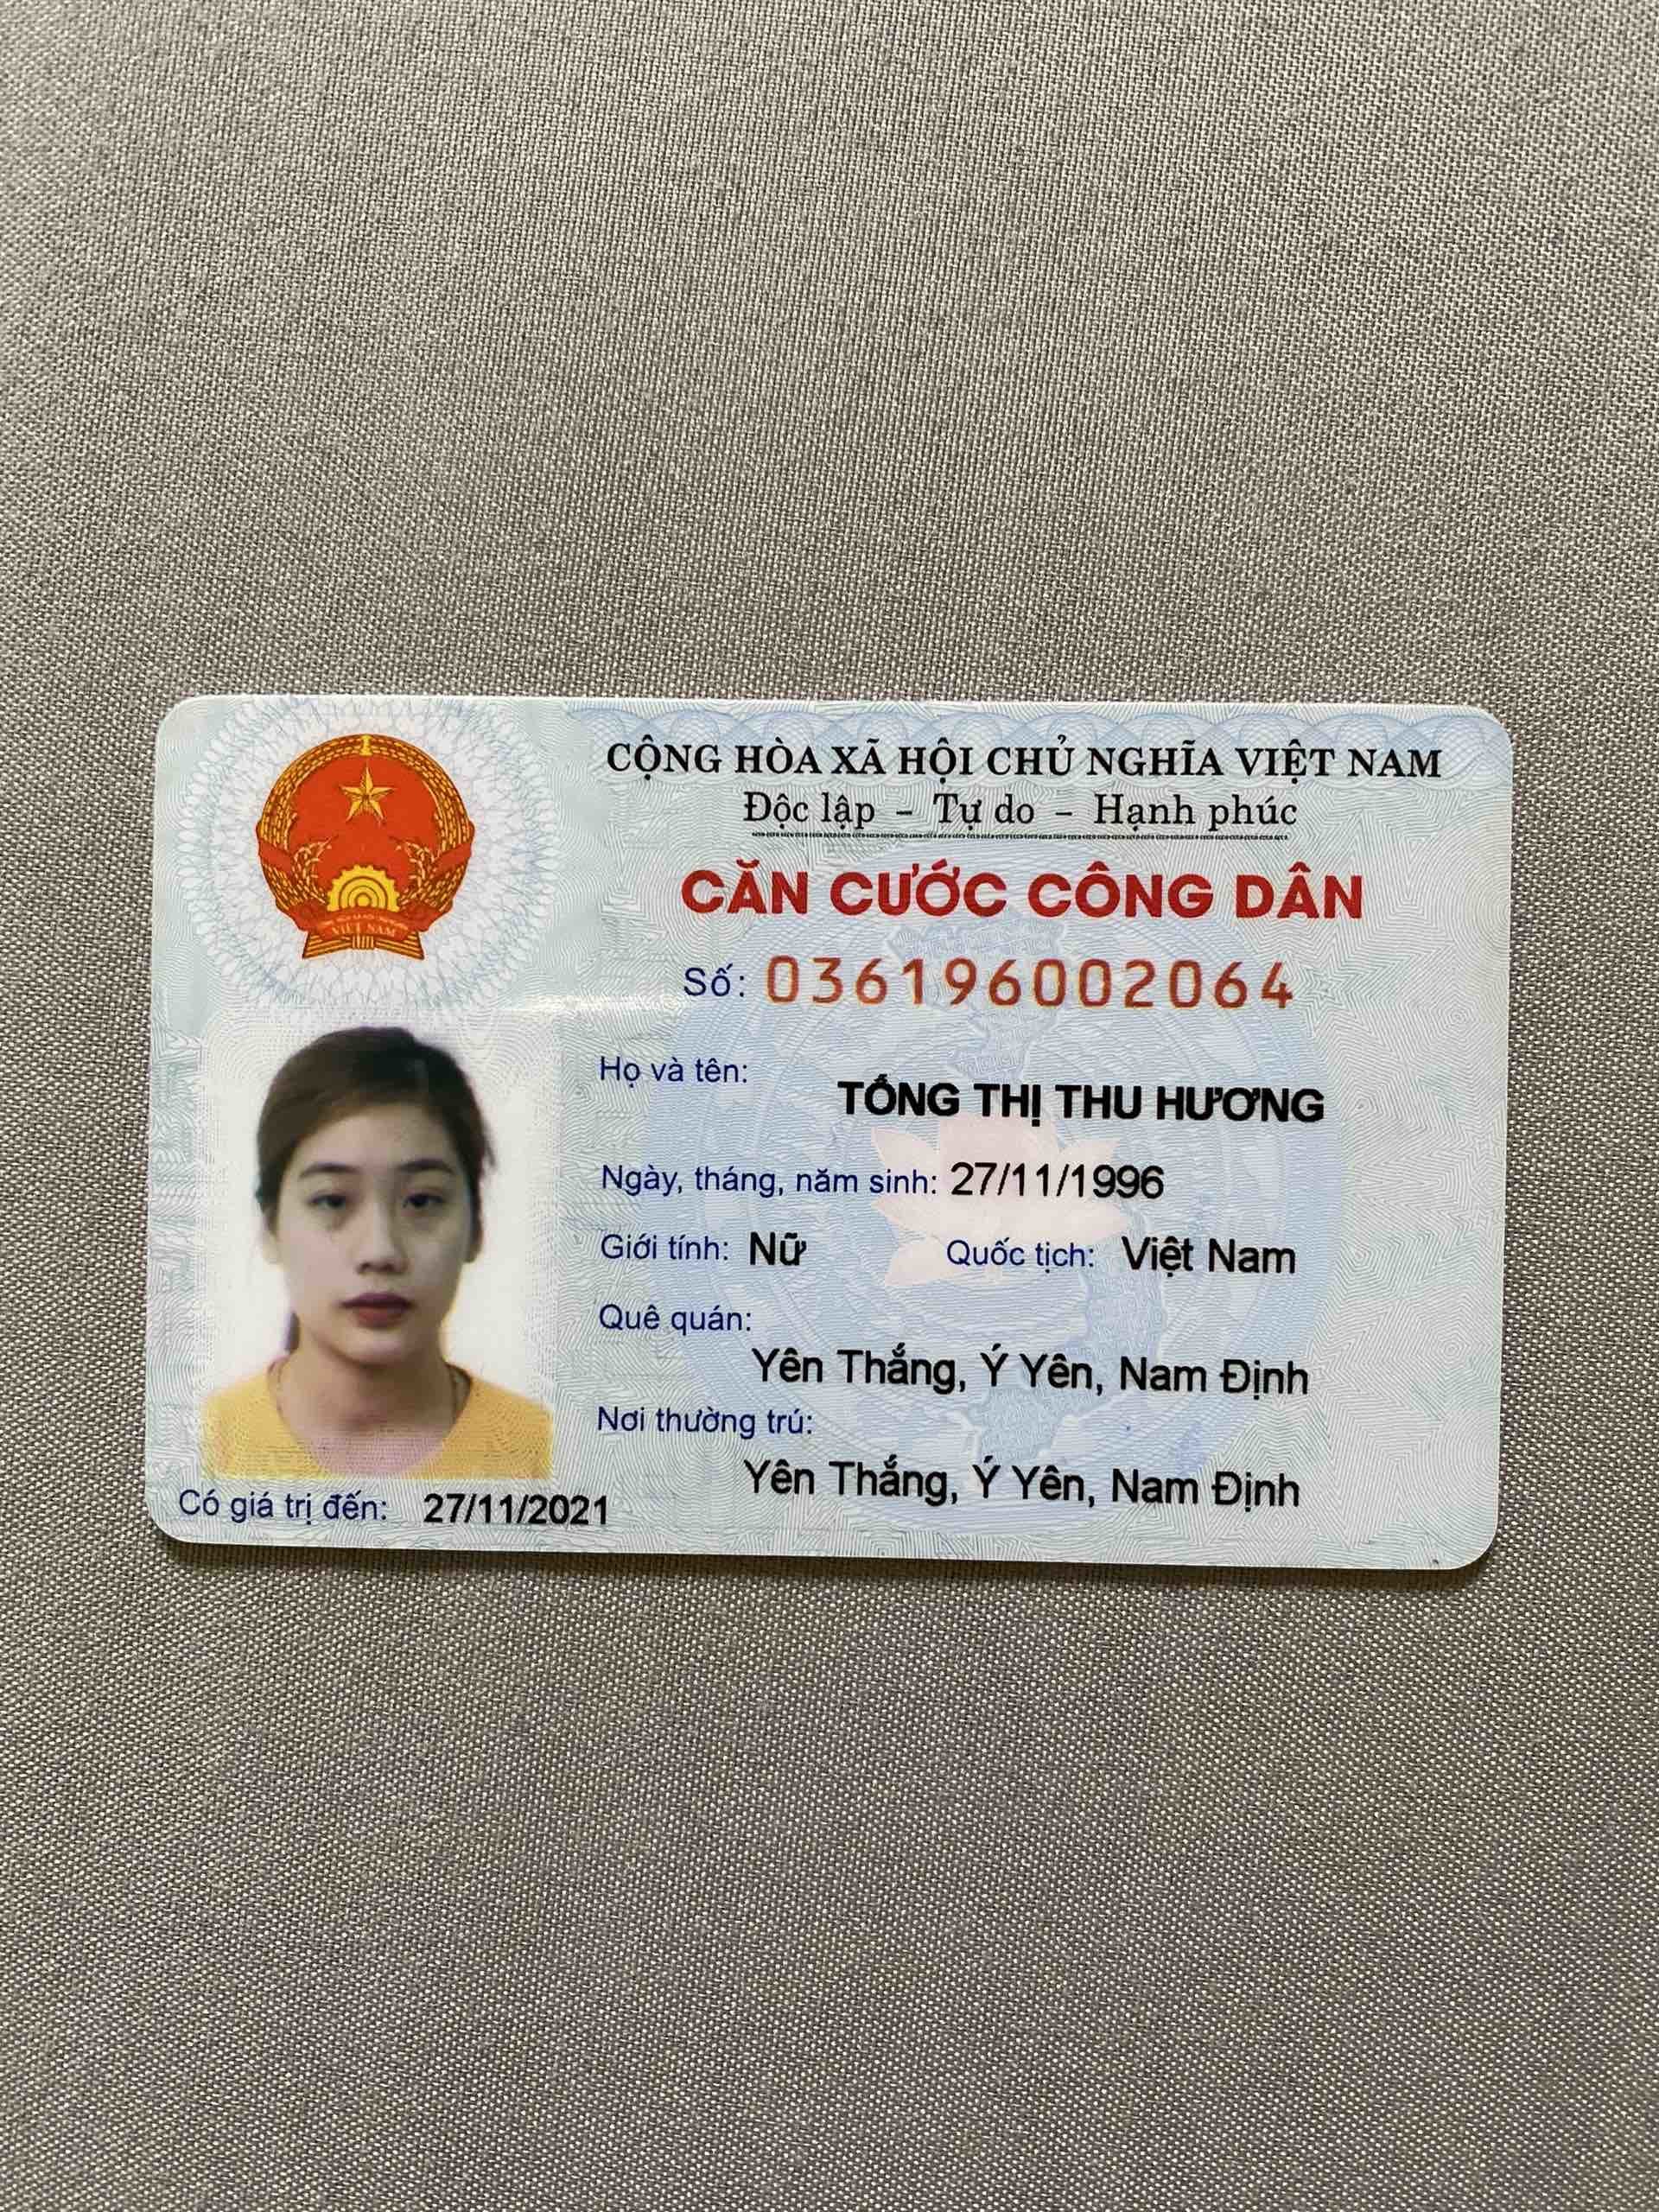 CỘNG HÒA XÃ HỘI CHỦ NGHĨA VIỆT NAM
Độc lập – Tự do – Hạnh phúc
CĂN CƯỚC CÔNG DÂN
Số: 036196002064
Họ và tên:
TỐNG THỊ THU HƯƠNG
Ngày, tháng, năm sinh: 27/11/1996
Giới tính: Nữ Quốc tịch: Việt Nam
Quê quán:
Yên Thắng, Ý Yên, Nam Định
Nơi thường trú:
Yên Thắng, Ý Yên, Nam Định
Có giá trị đến: 27/11/2021
VIỆT NAM